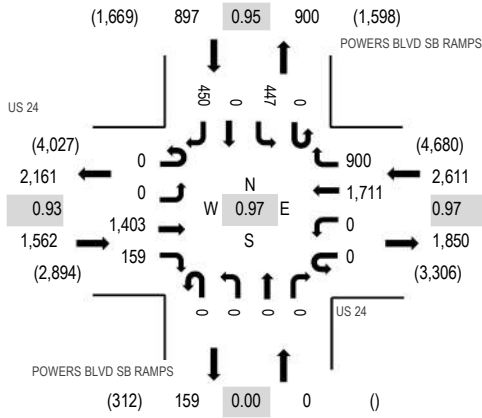 (1,669) 897 0.95 900 (1,598)
POWERS BLVD SB RAMPS
450 0 447 0
US 24
(4,027) 0 900 (4,680)
2,161 0 1,711 2,611
0.93 W N 0.97 S E 0.97
1,562 1,403 0 1,850
(2,894) 159 0 (3,306)
0 0 0 0
US 24
POWERS BLVD SB RAMPS
(312) 159 0.00 0 ()